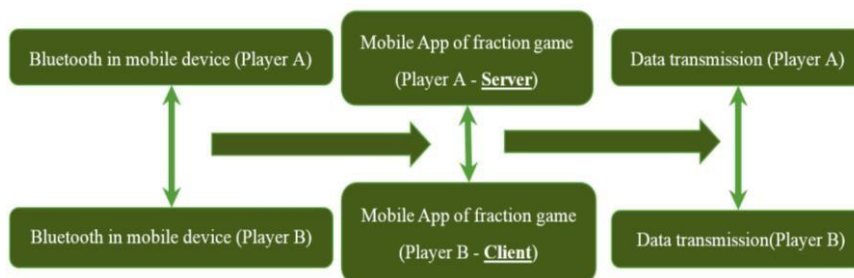 Bluetooth in mobile device (Player A)
Mobile App of fraction game
(Player A - Server)
Data transmission (Player A)
Bluetooth in mobile device (Player B)
Mobile App of fraction game
(Player B - Client)
Data transmission(Player B)